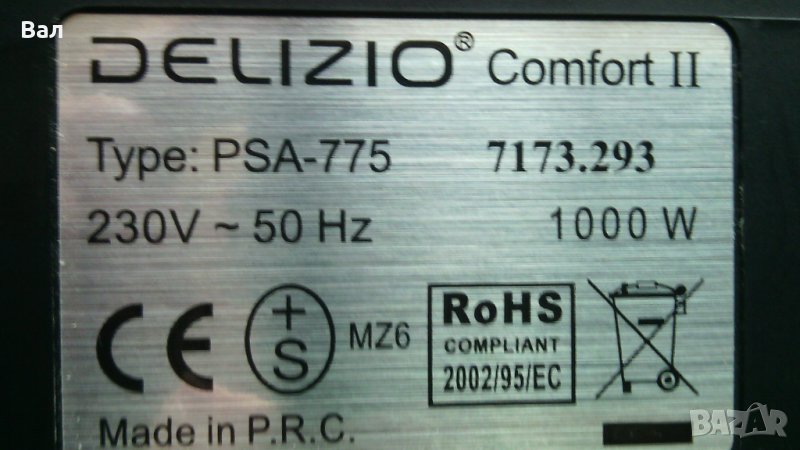 Вал
DELIZIO® Comfort II
Type: PSA-775 7173.293
230V ~ 50 Hz 1000 W
CE +S MZ6 RoHS
COMPLIANT
2002/95/EC
Made in P.R.C.
BAZAR